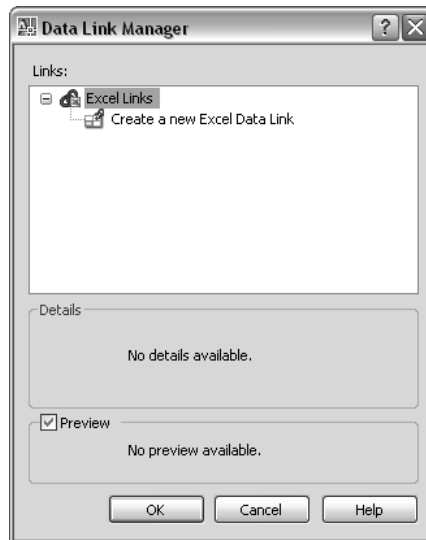 Data Link Manager
Links:
Excel Links
Create a new Excel Data Link
Details
No details available.
Preview
No preview available.
OK Cancel Help